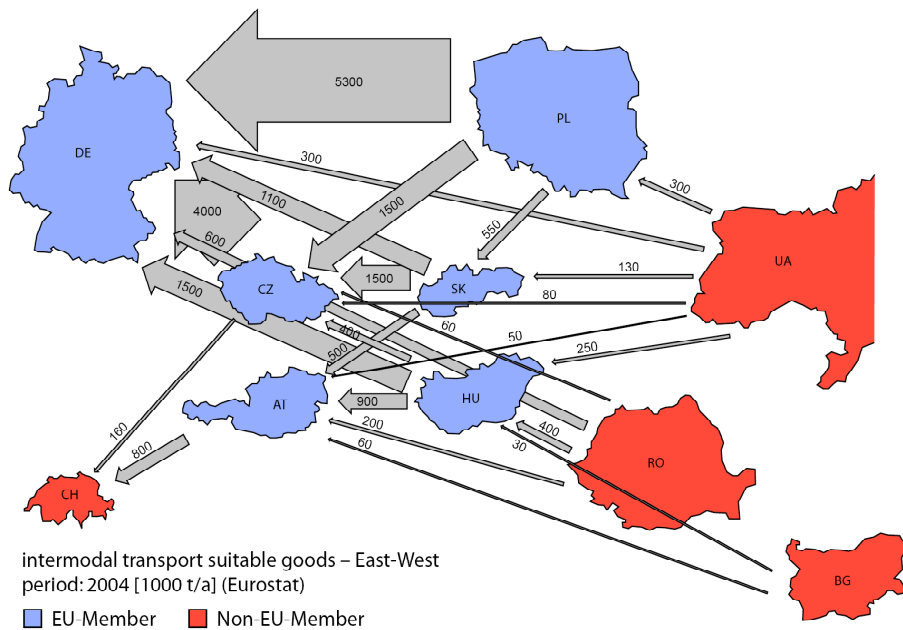 5300
PL
DE
300
1100
300
4000
1500
550
600
UA
CZ
1500
SK
130
1500
80
400
60
50
500
250
AT
900
HU
200
400
160
800
60
30
RO
CH
BG
intermodal transport suitable goods – East-West
period: 2004 [1000 t/a] (Eurostat)
EU-Member
Non-EU-Member